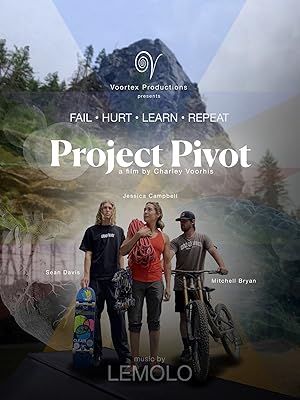 Voortex Productions
presents
FAIL • HURT • LEARN • REPEAT
Project Pivot
a film by Charley Voorhis
Jessica Campbell
Sean Davis
Mitchell Bryan
music by
LEMOLO